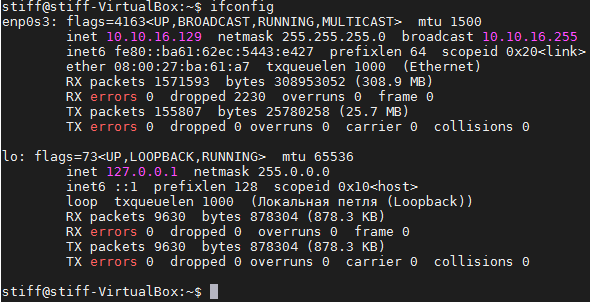 stiff@stiff-VirtualBox:~$ ifconfig
enp0s3: flags=4163<UP,BROADCAST,RUNNING,MULTICAST>  mtu 1500
        inet 10.10.16.129  netmask 255.255.255.0  broadcast 10.10.16.255
        inet6 fe80::ba61:62ec:5443:e427  prefixlen 64  scopeid 0x20<link>
        ether 08:00:27:ba:61:a7  txqueuelen 1000  (Ethernet)
        RX packets 1571593  bytes 308953052 (308.9 MB)
        RX errors 0  dropped 2230  overruns 0  frame 0
        TX packets 155807  bytes 25780258 (25.7 MB)
        TX errors 0  dropped 0 overruns 0  carrier 0  collisions 0

lo: flags=73<UP,LOOPBACK,RUNNING>  mtu 65536
        inet 127.0.0.1  netmask 255.0.0.0
        inet6 ::1  prefixlen 128  scopeid 0x10<host>
        loop  txqueuelen 1000  (Локальная петля (Loopback))
        RX packets 9630  bytes 878304 (878.3 KB)
        RX errors 0  dropped 0  overruns 0  frame 0
        TX packets 9630  bytes 878304 (878.3 KB)
        TX errors 0  dropped 0 overruns 0  carrier 0  collisions 0

stiff@stiff-VirtualBox:~$